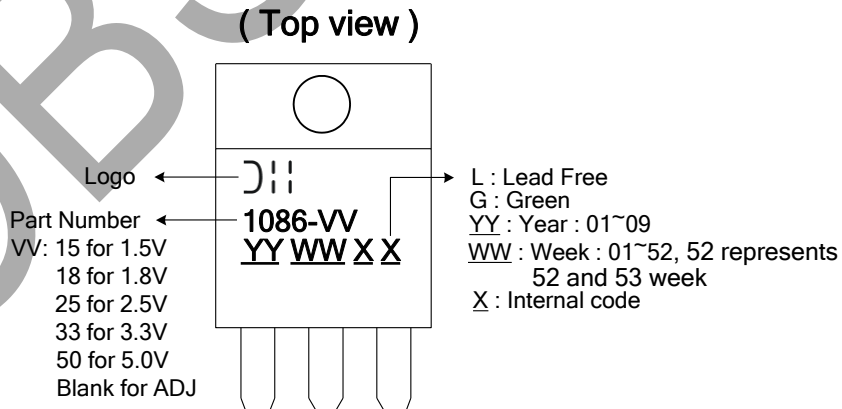 ( Top view )
Logo
Part Number
VV: 15 for 1.5V
18 for 1.8V
25 for 2.5V
33 for 3.3V
50 for 5.0V
Blank for ADJ
1086-VV
YY WW X X
L : Lead Free
G : Green
YY : Year : 01~09
WW : Week : 01~52, 52 represents
52 and 53 week
X : Internal code